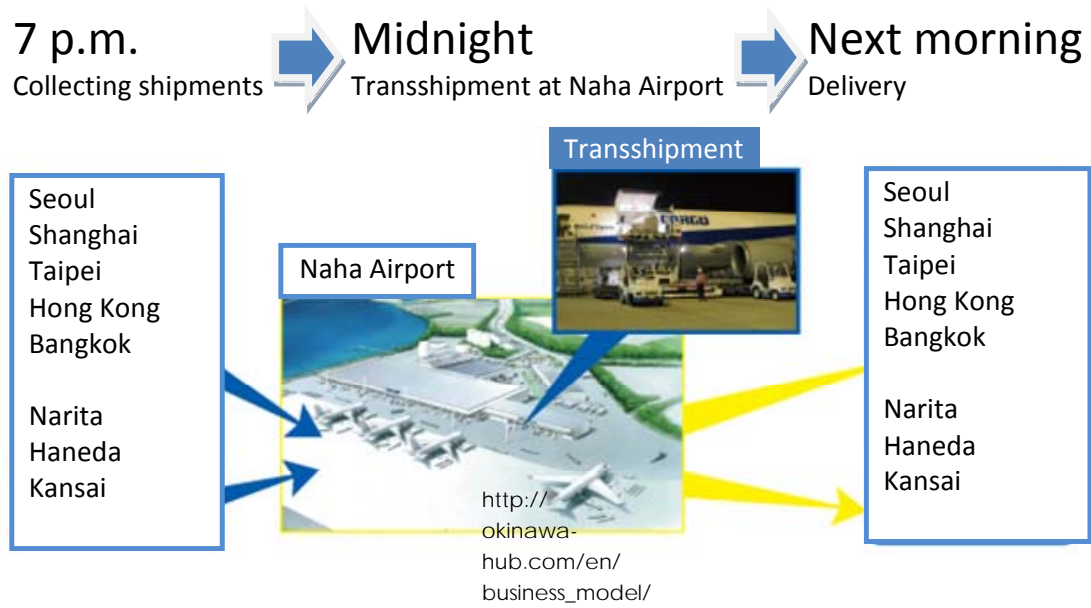 7 p.m.
Collecting shipments
Midnight
Transshipment at Naha Airport
Next morning
Delivery
Transshipment
Seoul
Shanghai
Taipei
Hong Kong
Bangkok
Narita
Haneda
Kansai
Naha Airport
CARGO
Seoul
Shanghai
Taipei
Hong Kong
Bangkok
Narita
Haneda
Kansai
http://
okinawa-
hub.com/en/
business_model/